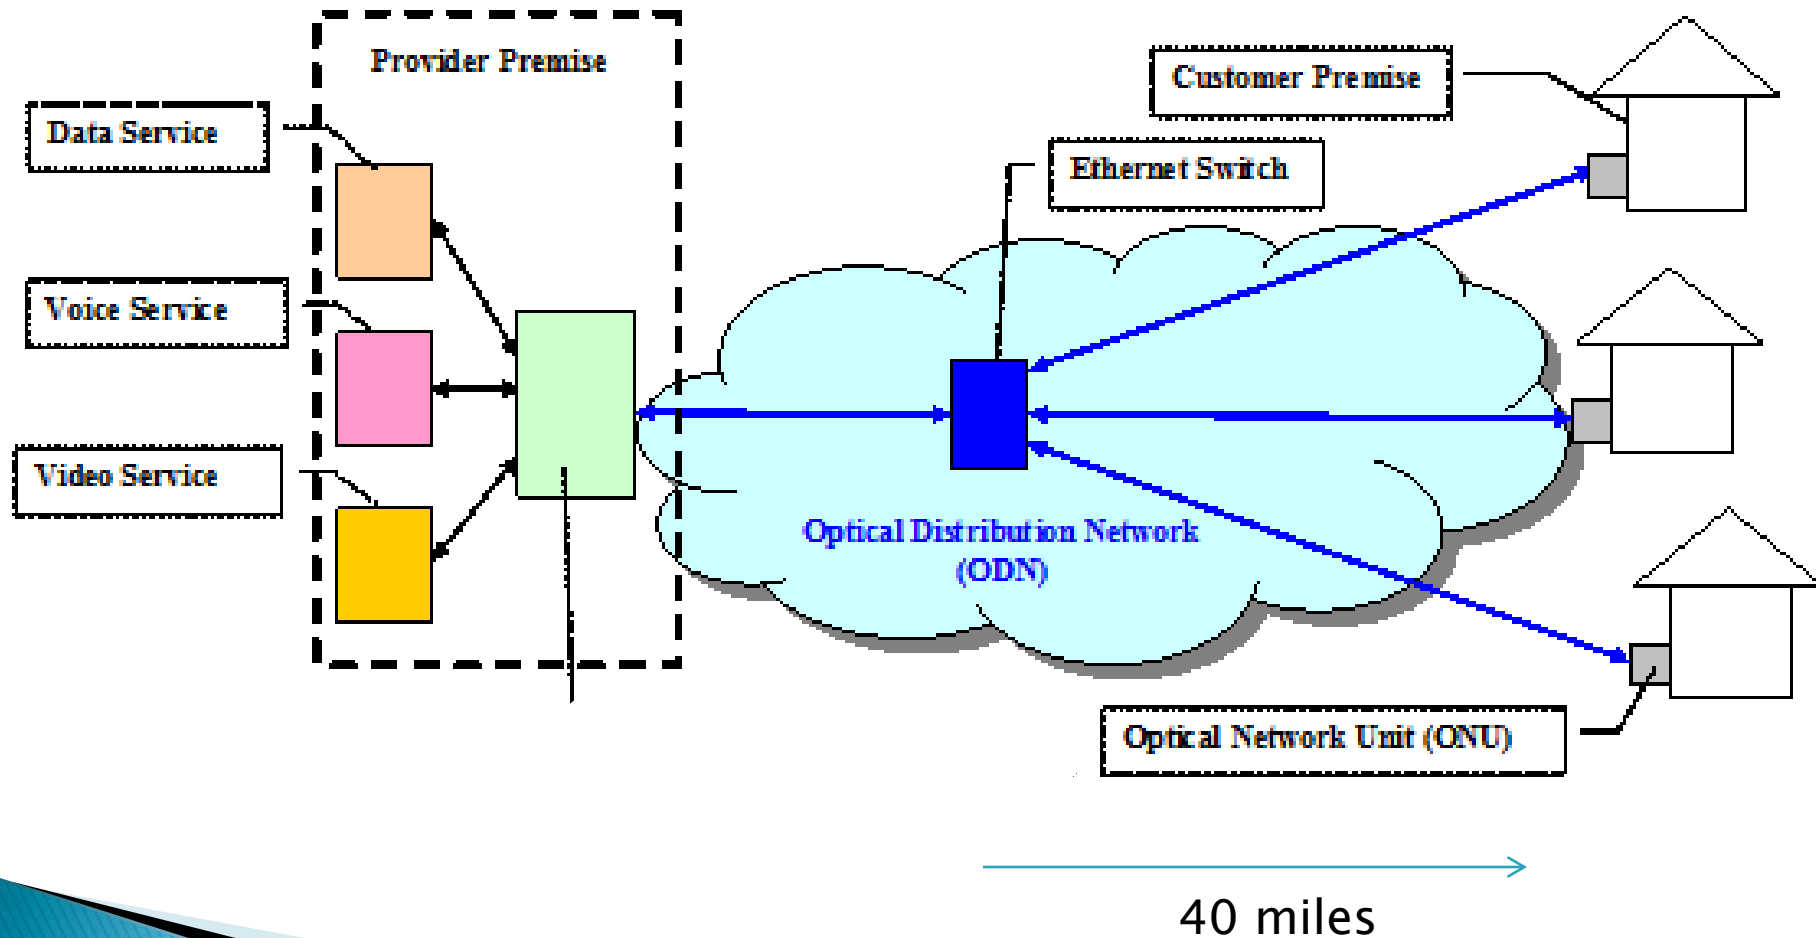 Provider Premise
Customer Premise
Data Service
Ethernet Switch
Voice Service
Video Service
Optical Distribution Network
(ODN)
Optical Network Unit (ONU)
40 miles